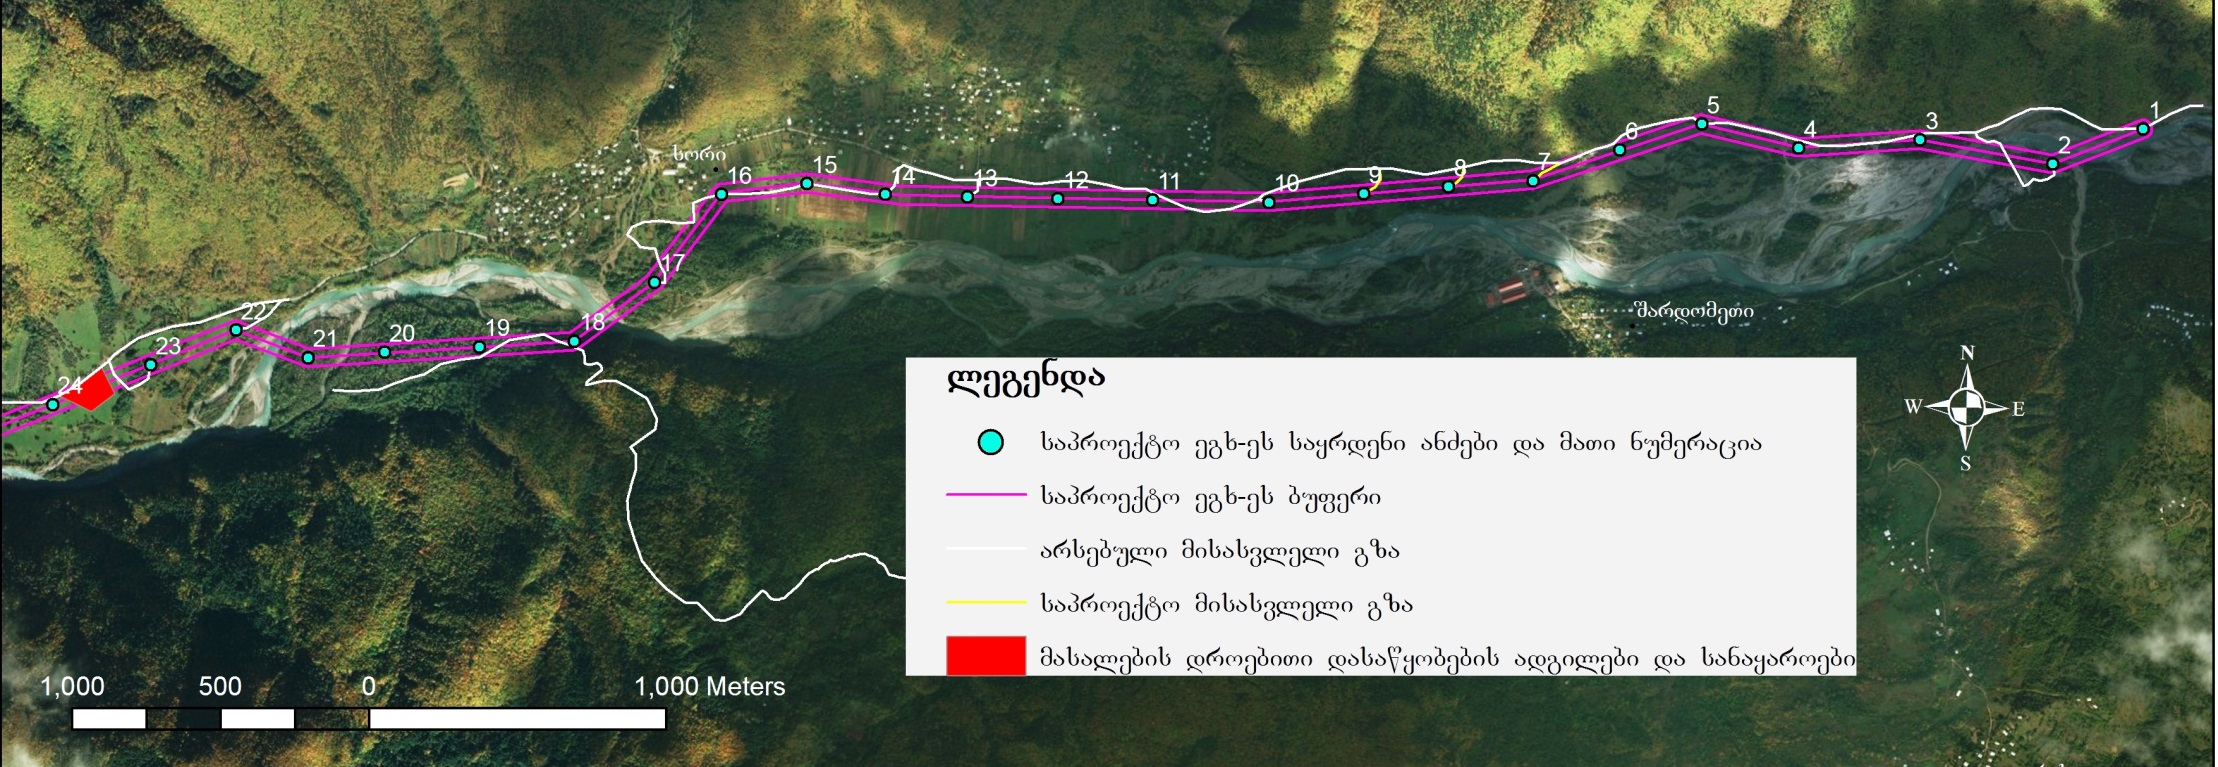 1
2
3
4
5
6
7
8
9
10
11
12
13
14
15
16
17
18
19
20
21
22
23
24
სორი
შარდომეთი
ლეგენდა
საპროექტო ეგხ-ეს საყრდენი ანძები და მათი ნუმერაცია
საპროექტო ეგხ-ეს ბუფერი
არსებული მისასვლელი გზა
საპროექტო მისასვლელი გზა
მასალების დროებითი დასაწყობების ადგილები და სანაყაროები
N
W E
S
1,000 500 0 1,000 Meters